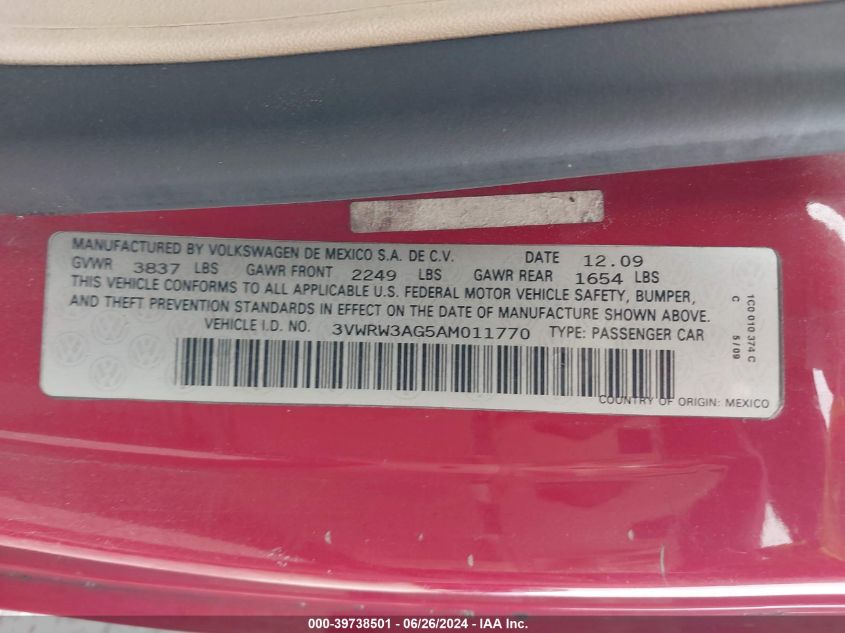 MANUFACTURED BY VOLKSWAGEN DE MEXICO S.A. DE C.V. DATE 12.09
GVWR 3837 LBS GAWR FRONT 2249 LBS GAWR REAR 1654 LBS
THIS VEHICLE CONFORMS TO ALL APPLICABLE U.S. FEDERAL MOTOR VEHICLE SAFETY, BUMPER,
AND THEFT PREVENTION STANDARDS IN EFFECT ON THE DATE OF MANUFACTURE SHOWN ABOVE.
VEHICLE I.D. NO. 3VWRW3AG5AM011770 TYPE: PASSENGER CAR
COUNTRY OF ORIGIN: MEXICO
1C0 010 374 C
C 5/09
000-39738501 - 06/26/2024 - IAA Inc.